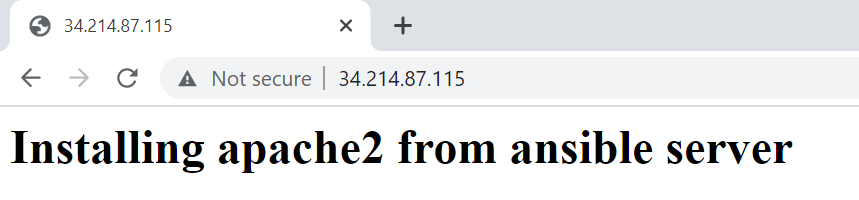 34.214.87.115
Not secure | 34.214.87.115
Installing apache2 from ansible server